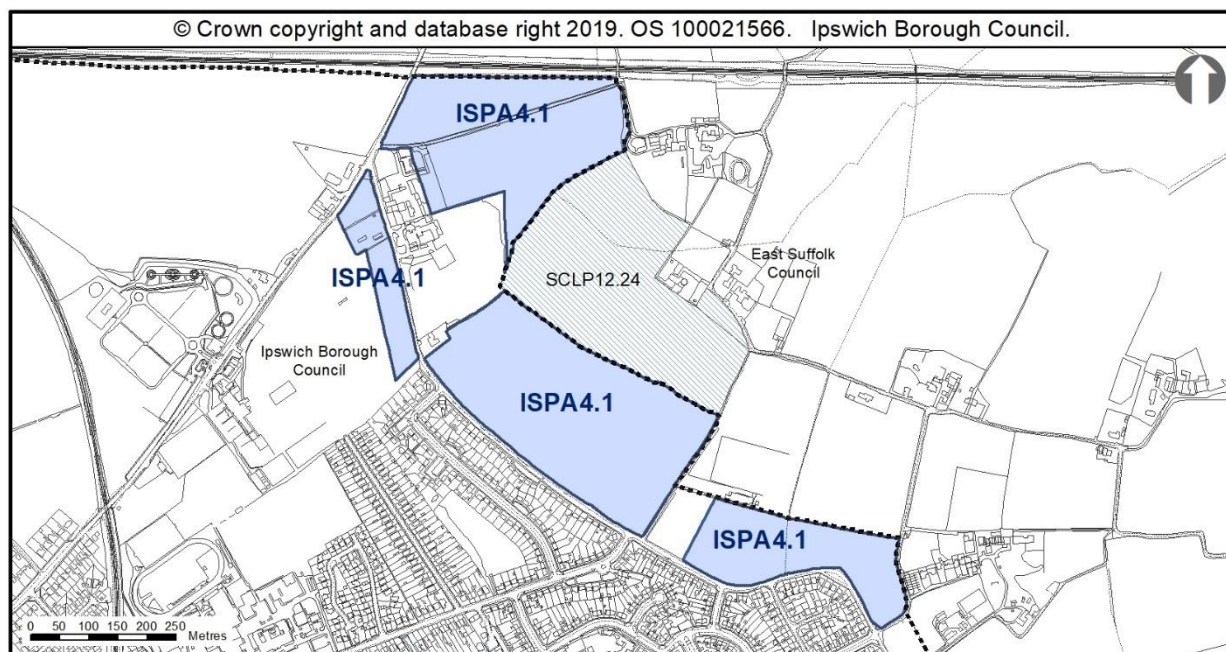 © Crown copyright and database right 2019. OS 100021566.   Ipswich Borough Council.
ISPA4.1
ISPA4.1
SCLP12.24
East Suffolk
Council
Ipswich Borough
Council
ISPA4.1
ISPA4.1
0 50 100 150 200 250
Metres